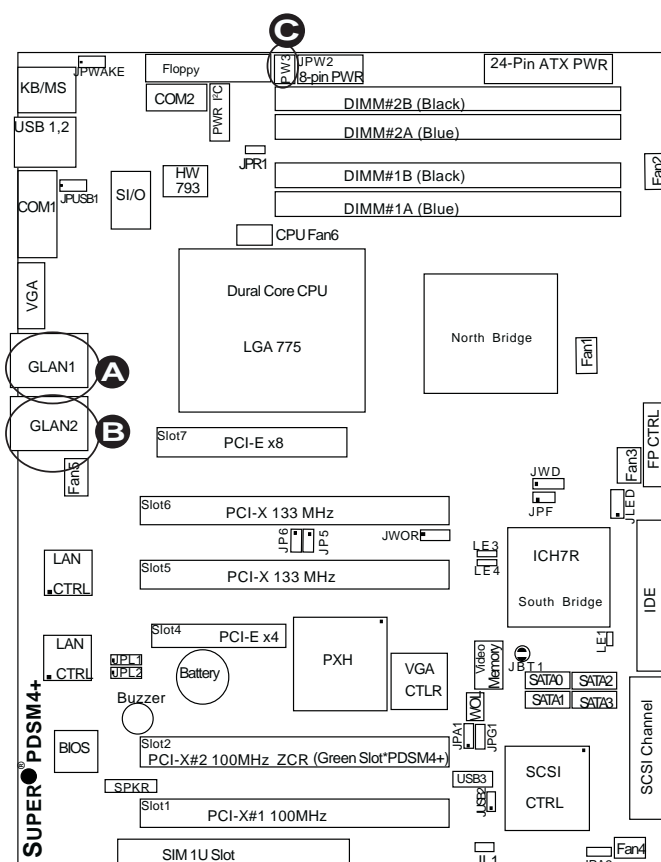 C
JPWAKE
Floppy
PW3
JPW2
8-pin PWR
24-Pin ATX PWR
KB/MS
COM2
PWR I²C
DIMM#2B (Black)
USB 1,2
DIMM#2A (Blue)
JPR1
HW
793
DIMM#1B (Black)
Fan2
COM1
JPUSB1
SI/O
DIMM#1A (Blue)
CPU Fan6
VGA
Dural Core CPU
LGA 775
North Bridge
Fan1
GLAN1
A
GLAN2
B
Slot7
PCI-E x8
Fan5
FP CTRL
Fan3
JWD
JPF
JLED
Slot6
PCI-X 133 MHz
JP6
JP5
JWOR
LE3
LE4
ICH7R
South Bridge
IDE
LAN
CTRL
Slot5
PCI-X 133 MHz
Slot4
PCI-E x4
LE1
LAN
CTRL
JPL1
JPL2
Battery
PXH
VGA
CTLR
Video
Memory
JBT1
SATA0
SATA2
SATA1
SATA3
Buzzer
WOL
JPA1
JPG1
SCSI Channel
SUPER® PDSM4+
BIOS
Slot2
PCI-X#2 100MHz ZCR (Green Slot*PDSM4+)
SPKR
USB3
JUSB2
SCSI
CTRL
Slot1
PCI-X#1 100MHz
SIM 1U Slot
Fan4